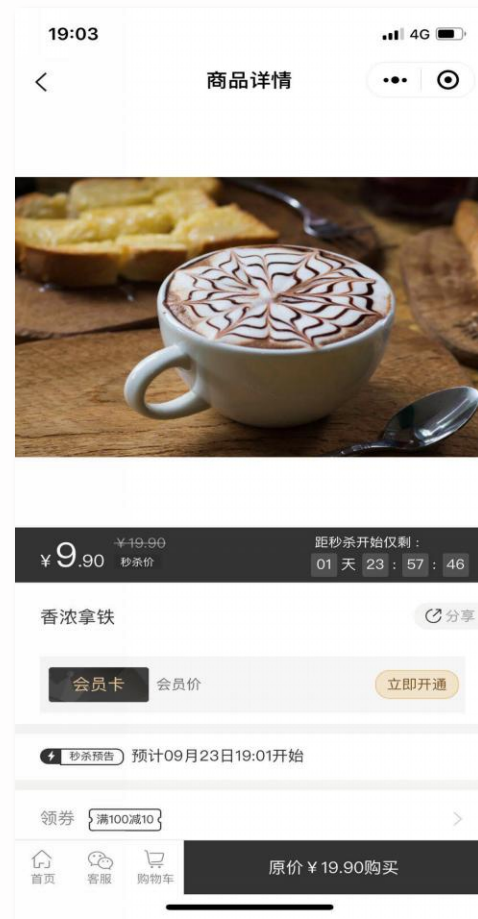 19:03
4G
商品详情
¥9.90
¥19.90
秒杀价
距秒杀开始仅剩：
01 天 23 : 57 : 46
香浓拿铁
分享
会员卡 会员价
立即开通
秒杀预告 预计09月23日19:01开始
领券 满100减10
首页
客服
购物车
原价¥19.90购买